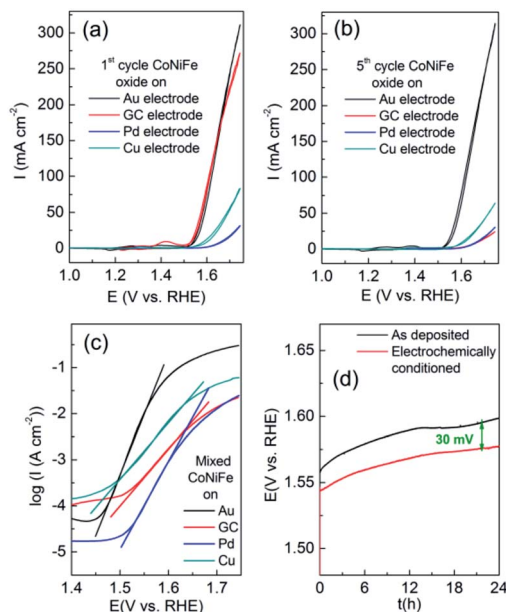 (a)
1st cycle CoNiFe
oxide on
Au electrode
GC electrode
Pd electrode
Cu electrode
300
250
200
150
100
50
0
I (mA cm-2)
1.0 1.2 1.4 1.6
E (V vs. RHE)
(b)
5th cycle CoNiFe
oxide on
Au electrode
GC electrode
Pd electrode
Cu electrode
300
250
200
150
100
50
0
I (mA cm-2)
1.0 1.2 1.4 1.6
E (V vs. RHE)
(c)
Mixed
CoNiFe
on
Au
GC
Pd
Cu
-1
-2
-3
-4
-5
log (I (A cm-2))
1.4 1.5 1.6 1.7
E(V vs. RHE)
(d)
As deposited
Electrochemically
conditioned
30 mV
1.65
1.60
1.55
1.50
E(V vs. RHE)
0 6 12 18 24
t(h)